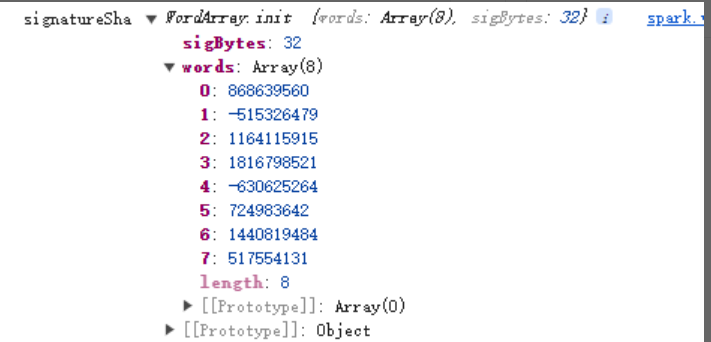 signatureSha ▼ WordArray.init {words: Array(8), sigBytes: 32} i spark.
sigBytes: 32
▼ words: Array(8)
0: 868639560
1: -515326479
2: 1164115915
3: 1816798521
4: -630625264
5: 724983642
6: 1440819484
7: 517554131
length: 8
▶ [[Prototype]]: Array(0)
▶ [[Prototype]]: Object